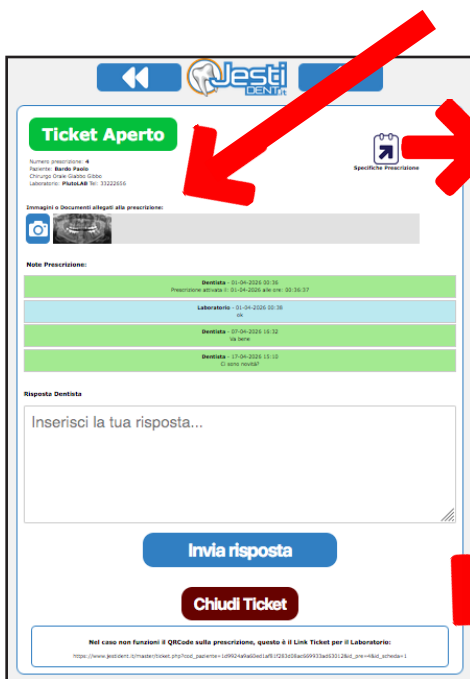 Jesti
DENT.it
Ticket Aperto
Numero prescrizione: 4
Paziente: Bardo Paolo
Chirurgo Orale Giabbo Gibbo
Laboratorio: PlutoLAB Tel: 33222656
Specifiche Prescrizione
Immagini o Documenti allegati alla prescrizione:
Note Prescrizione:
Dentista - 01-04-2026 00:36
Prescrizione attivata il: 01-04-2026 alle ore: 00:36:37
Laboratorio - 01-04-2026 00:38
ok
Dentista - 07-04-2026 16:32
Va bene
Dentista - 17-04-2026 15:10
Ci sono novità?
Risposta Dentista
Inserisci la tua risposta...
Invia risposta
Chiudi Ticket
Nel caso non funzioni il QRCode sulla prescrizione, questo è il Link Ticket per il Laboratorio: